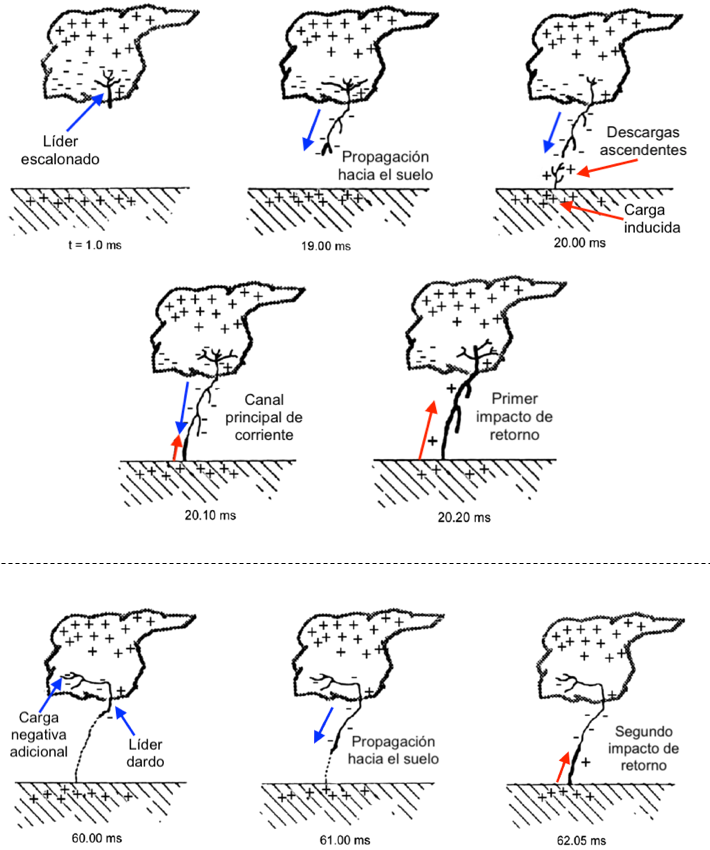 Líder
escalonado
t = 1.0 ms
Propagación
hacia el suelo
19.00 ms
Descargas
ascendentes
Carga
inducida
20.00 ms
Canal
principal de
corriente
20.10 ms
Primer
impacto de
retorno
20.20 ms
Carga
negativa
adicional
Líder
dardo
60.00 ms
Propagación
hacia el suelo
61.00 ms
Segundo
impacto de
retorno
62.05 ms